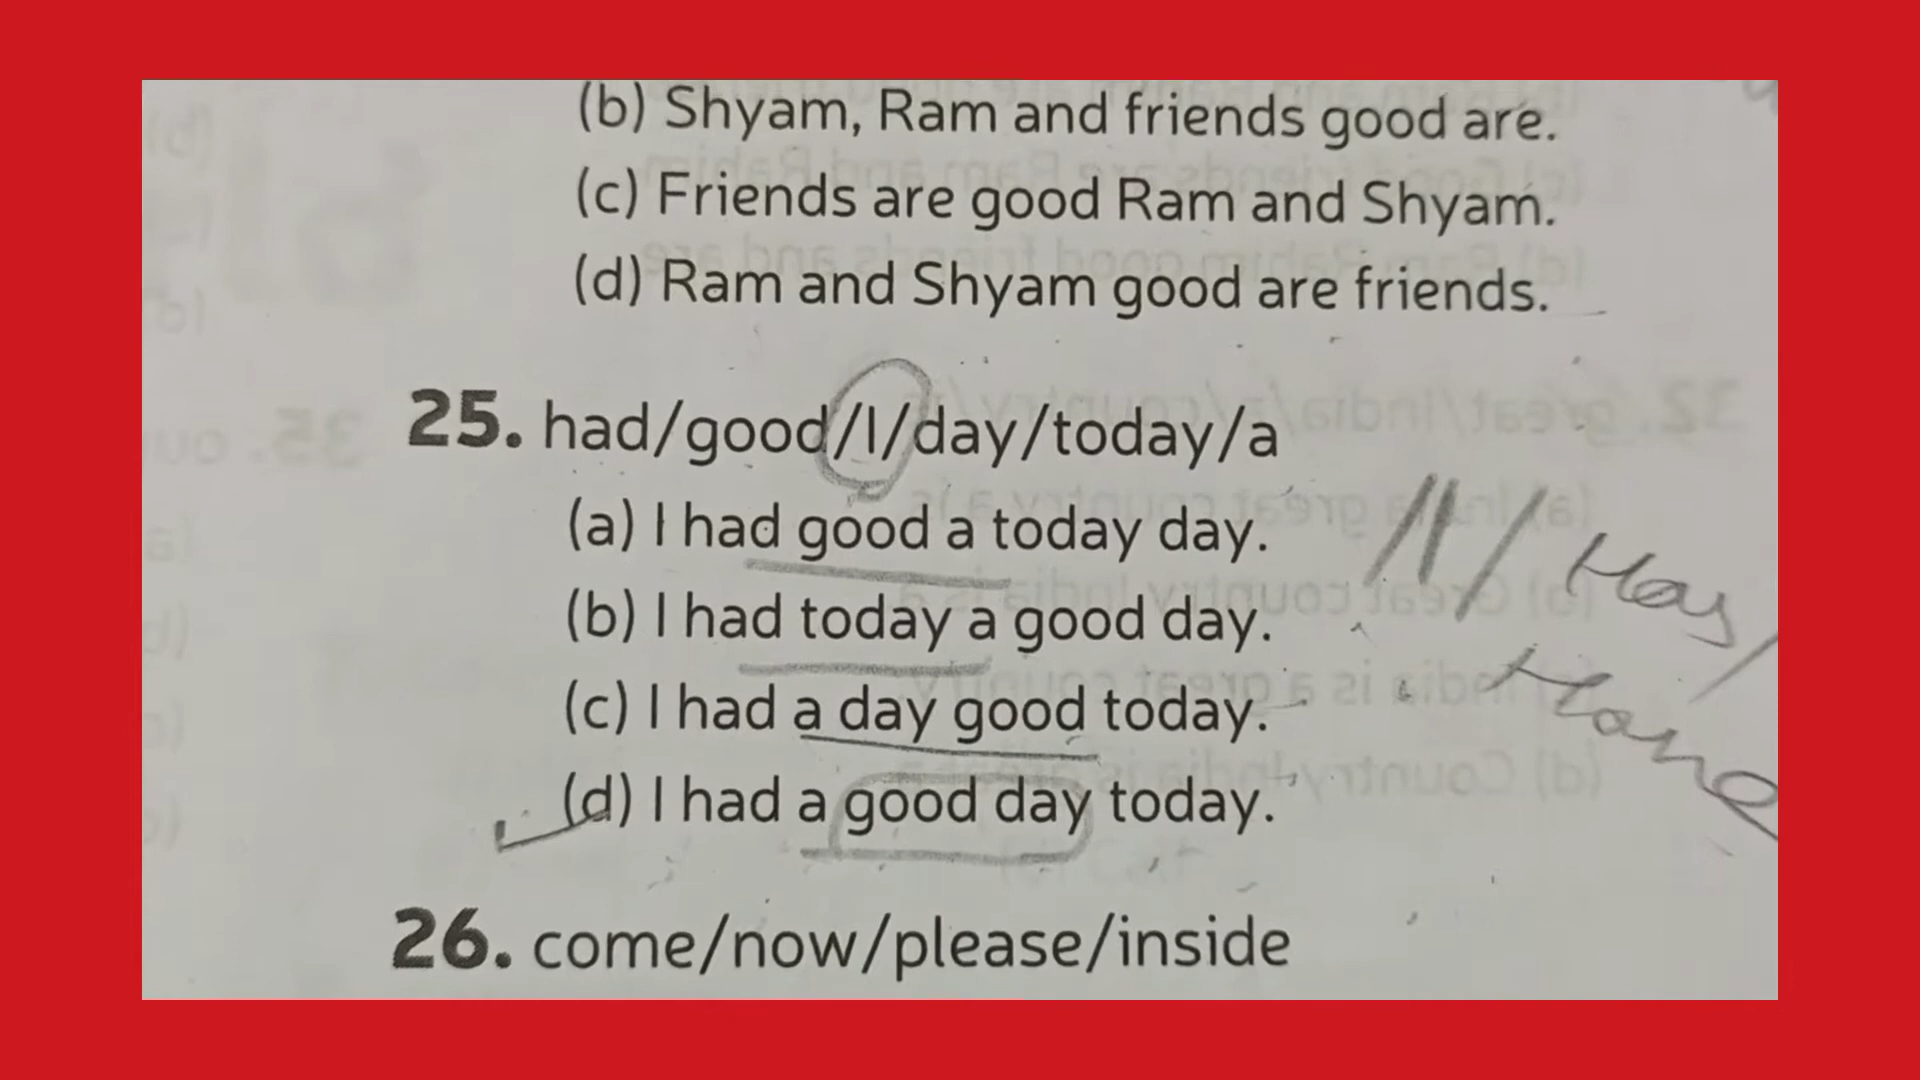 (b) Shyam, Ram and friends good are.
(c) Friends are good Ram and Shyam.
(d) Ram and Shyam good are friends.
25. had/good/I/day/today/a
(a) I had good a today day.
(b) I had today a good day.
(c) I had a day good today.
(d) I had a good day today.
/I/ Has/
Have
26. come/now/please/inside